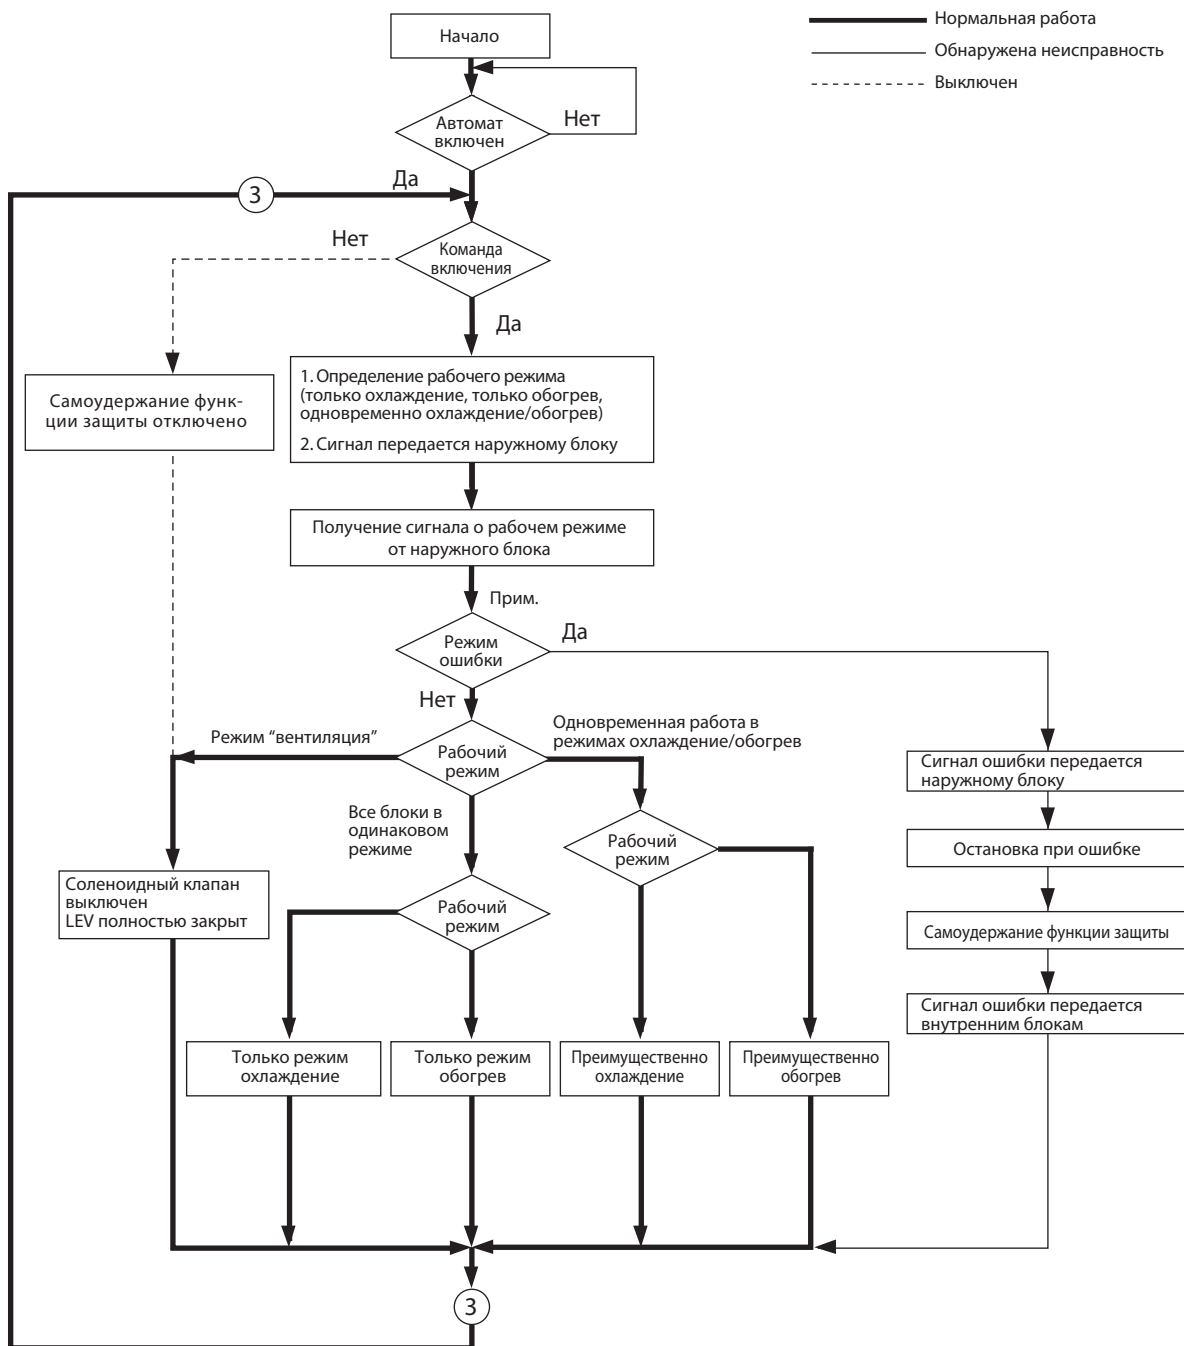 Начало
Нормальная работа
Обнаружена неисправность
Выключен
Автомат
включен
Нет
Да
3
Нет
Команда
включения
Да
1. Определение рабочего режима
(только охлаждение, только обогрев,
одновременно охлаждение/обогрев)
2. Сигнал передается наружному блоку
Самоудержание функ-
ции защиты отключено
Получение сигнала о рабочем режиме
от наружного блока
Прим.
Режим
ошибки
Да
Нет
Режим "вентиляция"
Рабочий
режим
Одновременная работа в
режимах охлаждение/обогрев
Сигнал ошибки передается
наружному блоку
Все блоки в
одинаковом
режиме
Рабочий
режим
Остановка при ошибке
Соленоидный клапан
выключен
LEV полностью закрыт
Рабочий
режим
Самоудержание функции защиты
Сигнал ошибки передается
внутренним блокам
Только режим
охлаждение
Только режим
обогрев
Преимущественно
охлаждение
Преимущественно
обогрев
3